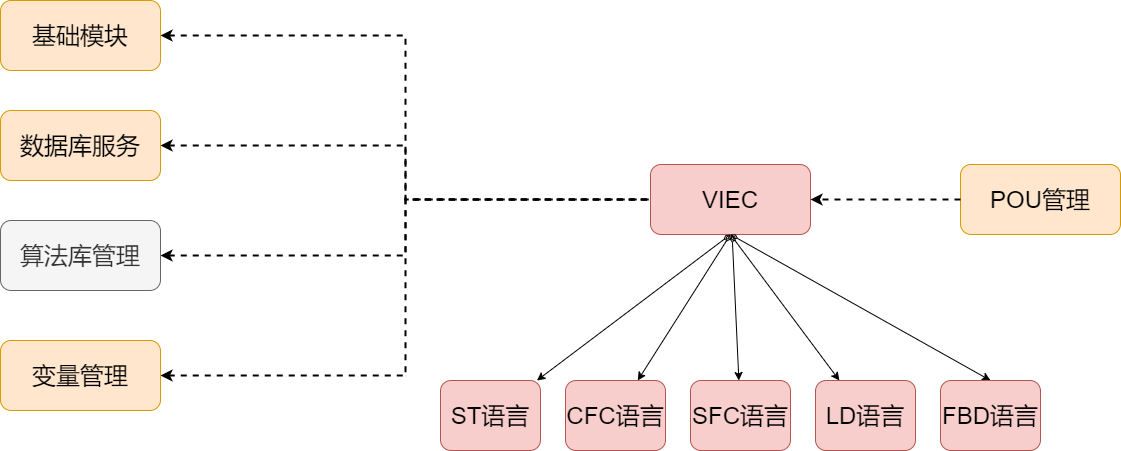 基础模块
数据库服务
VIEC
POU管理
算法库管理
变量管理
ST语言
CFC语言
SFC语言
LD语言
FBD语言